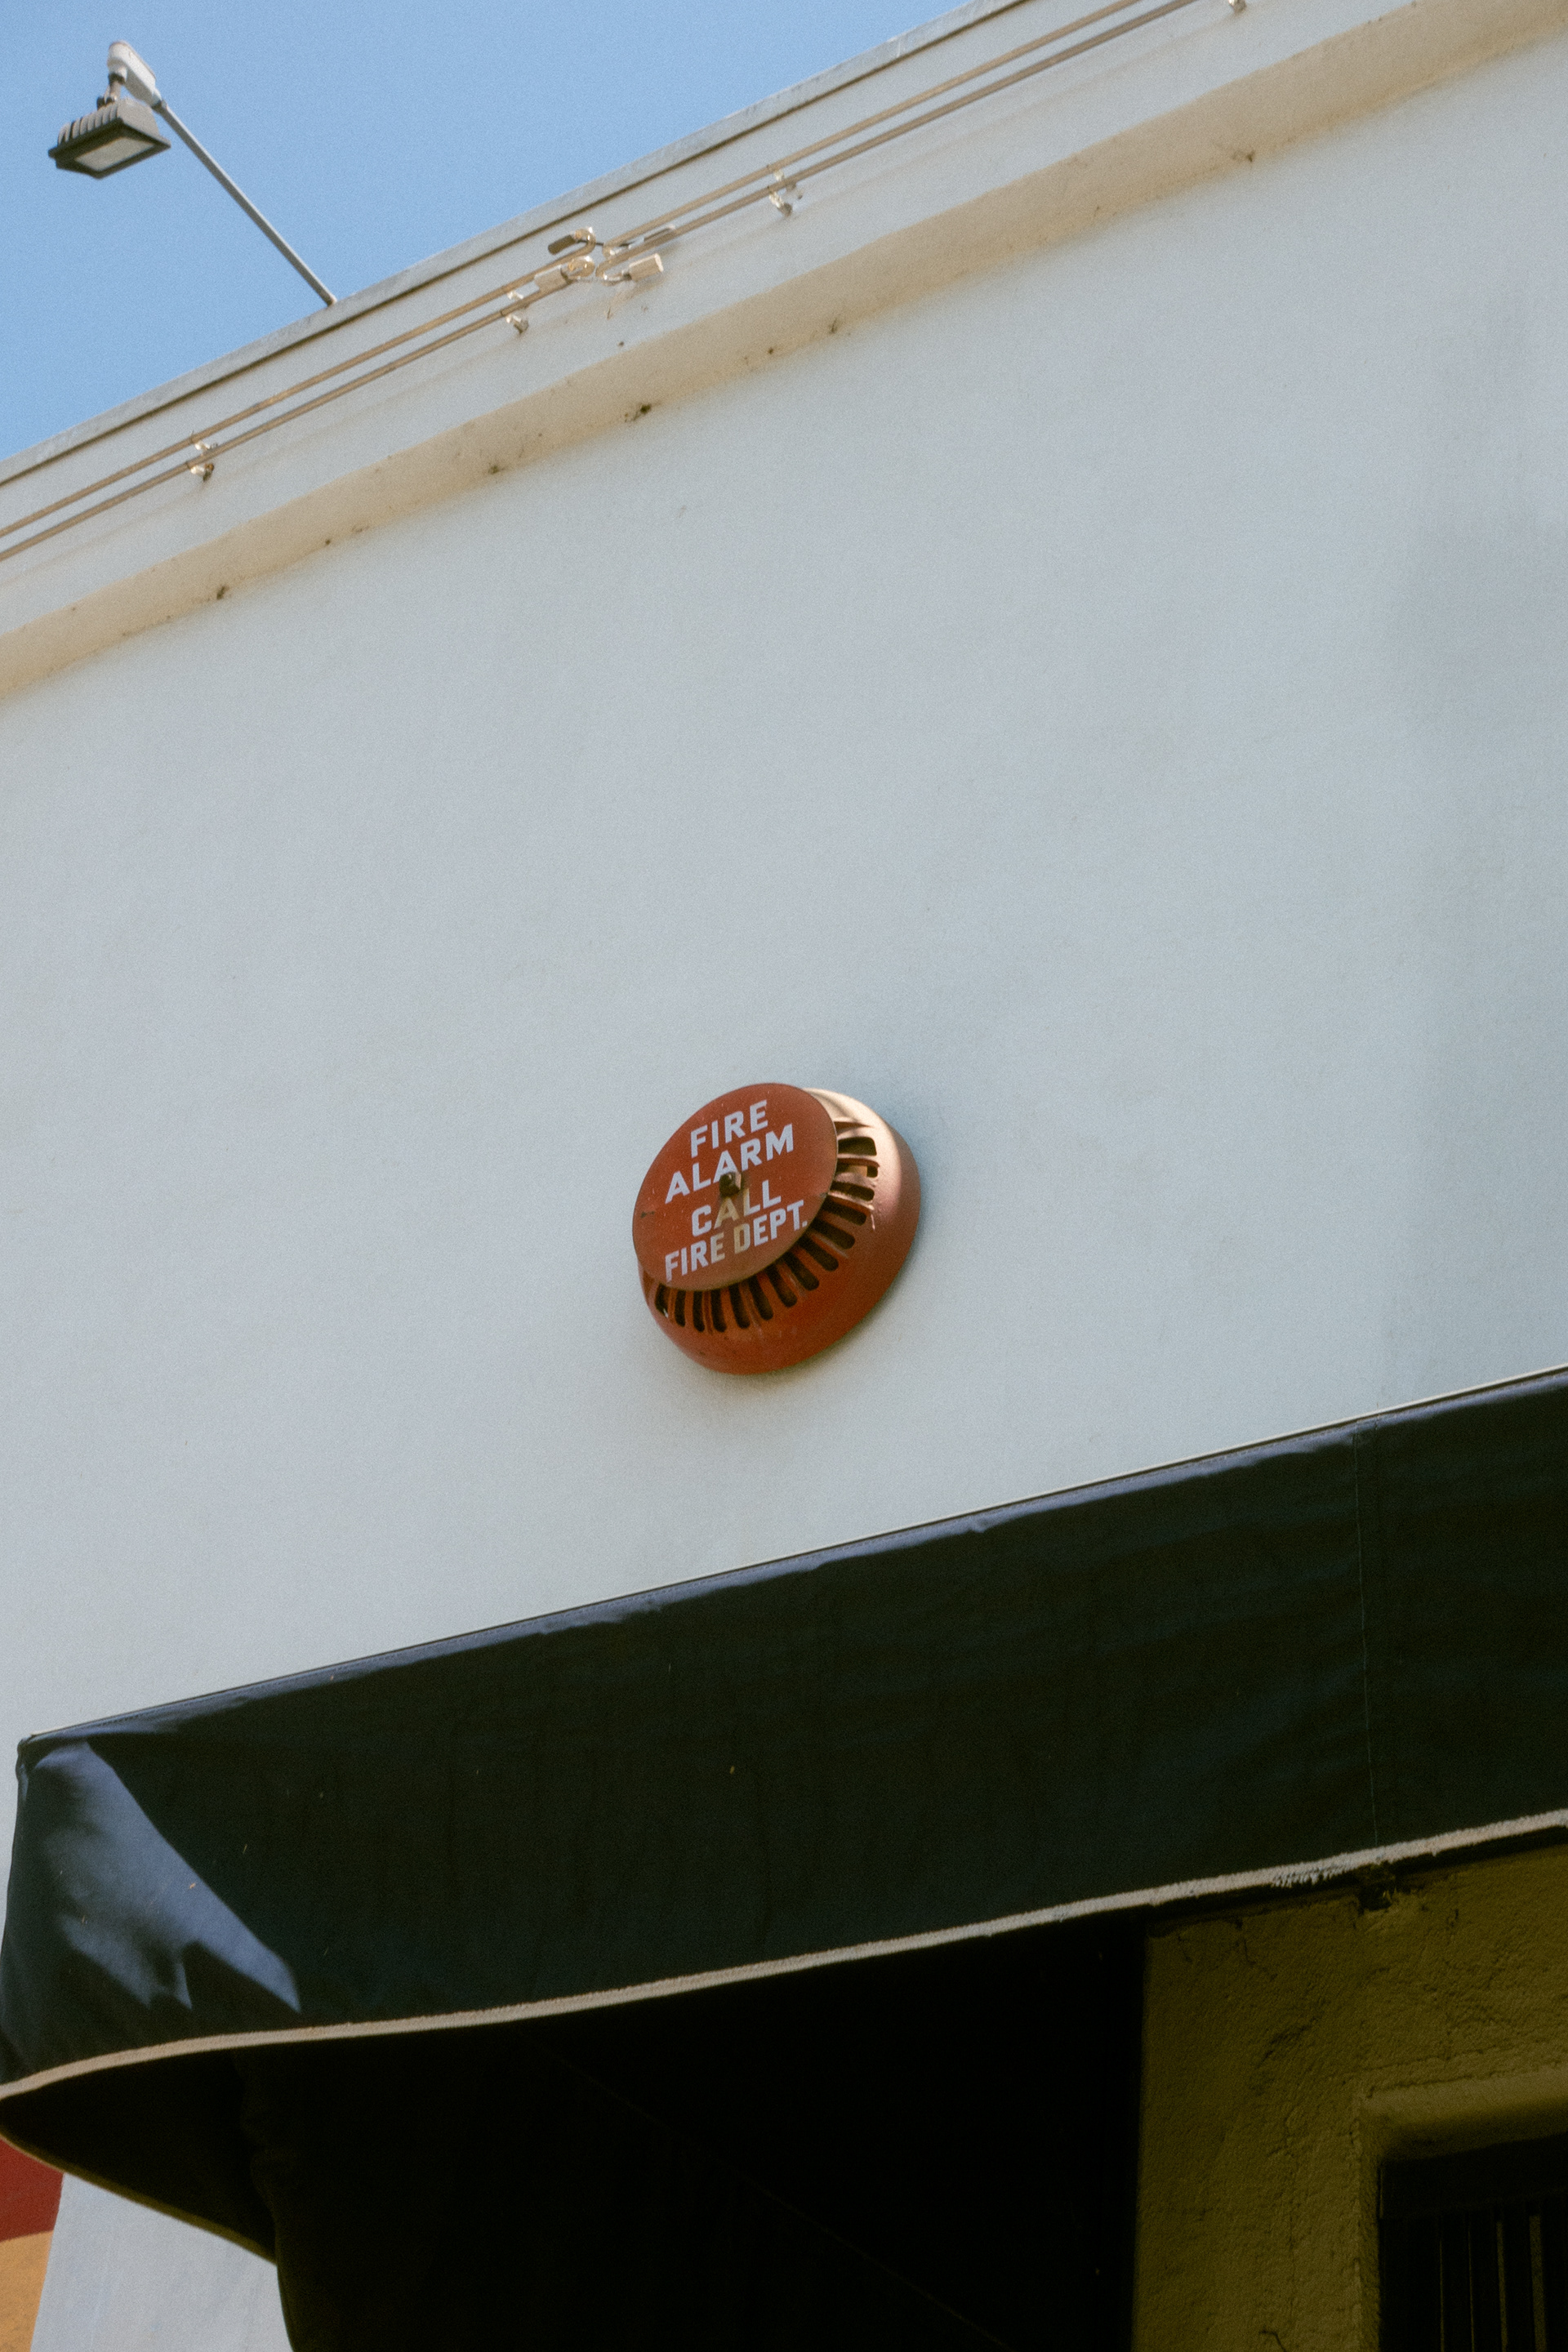 FIRE
ALARM
CALL
FIRE DEPT.